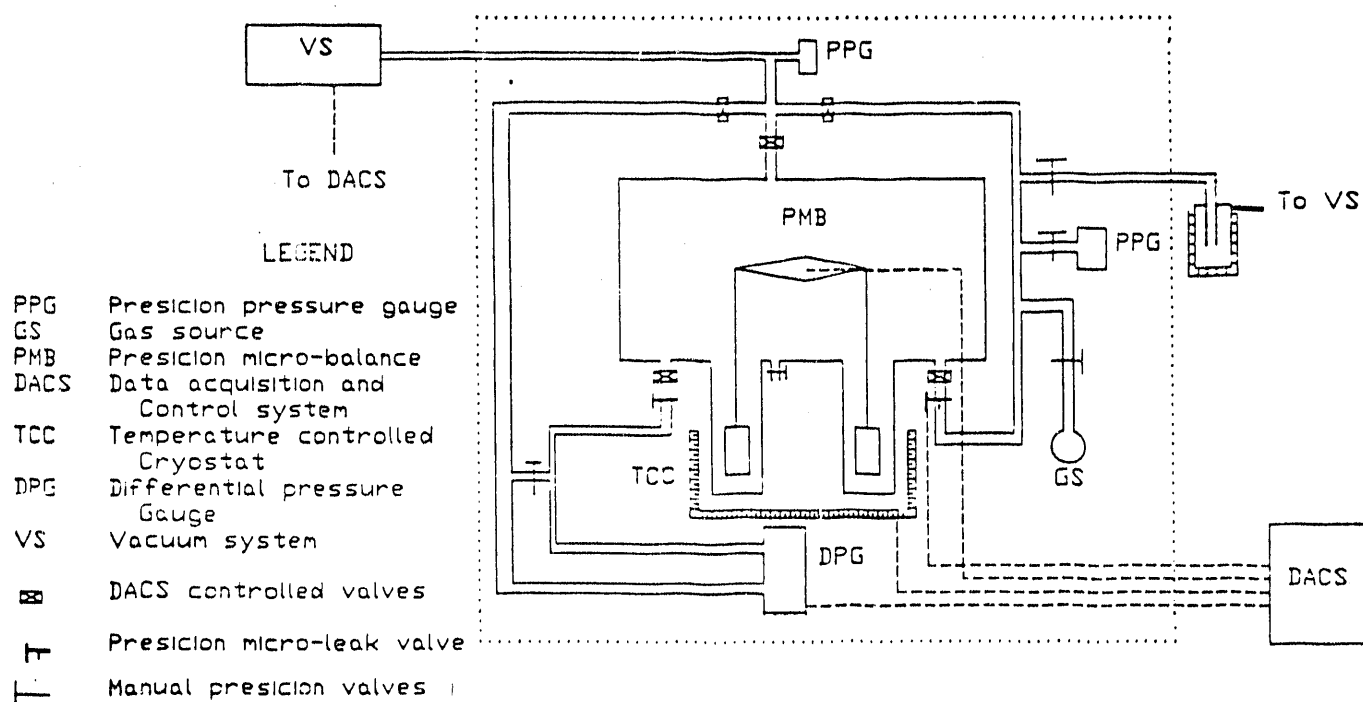 VS
PPG
To DACS
To VS
PMB
PPG
LEGEND
PPG Presicion pressure gauge
GS Gas source
PMB Presicion micro-balance
DACS Data acquisition and
Control system
TCC Temperature controlled
Cryostat
DPG Differential pressure
Gauge
VS Vacuum system
DACS controlled valves
Presicion micro-leak valve
Manual presicion valves
TCC
GS
DPG
DACS